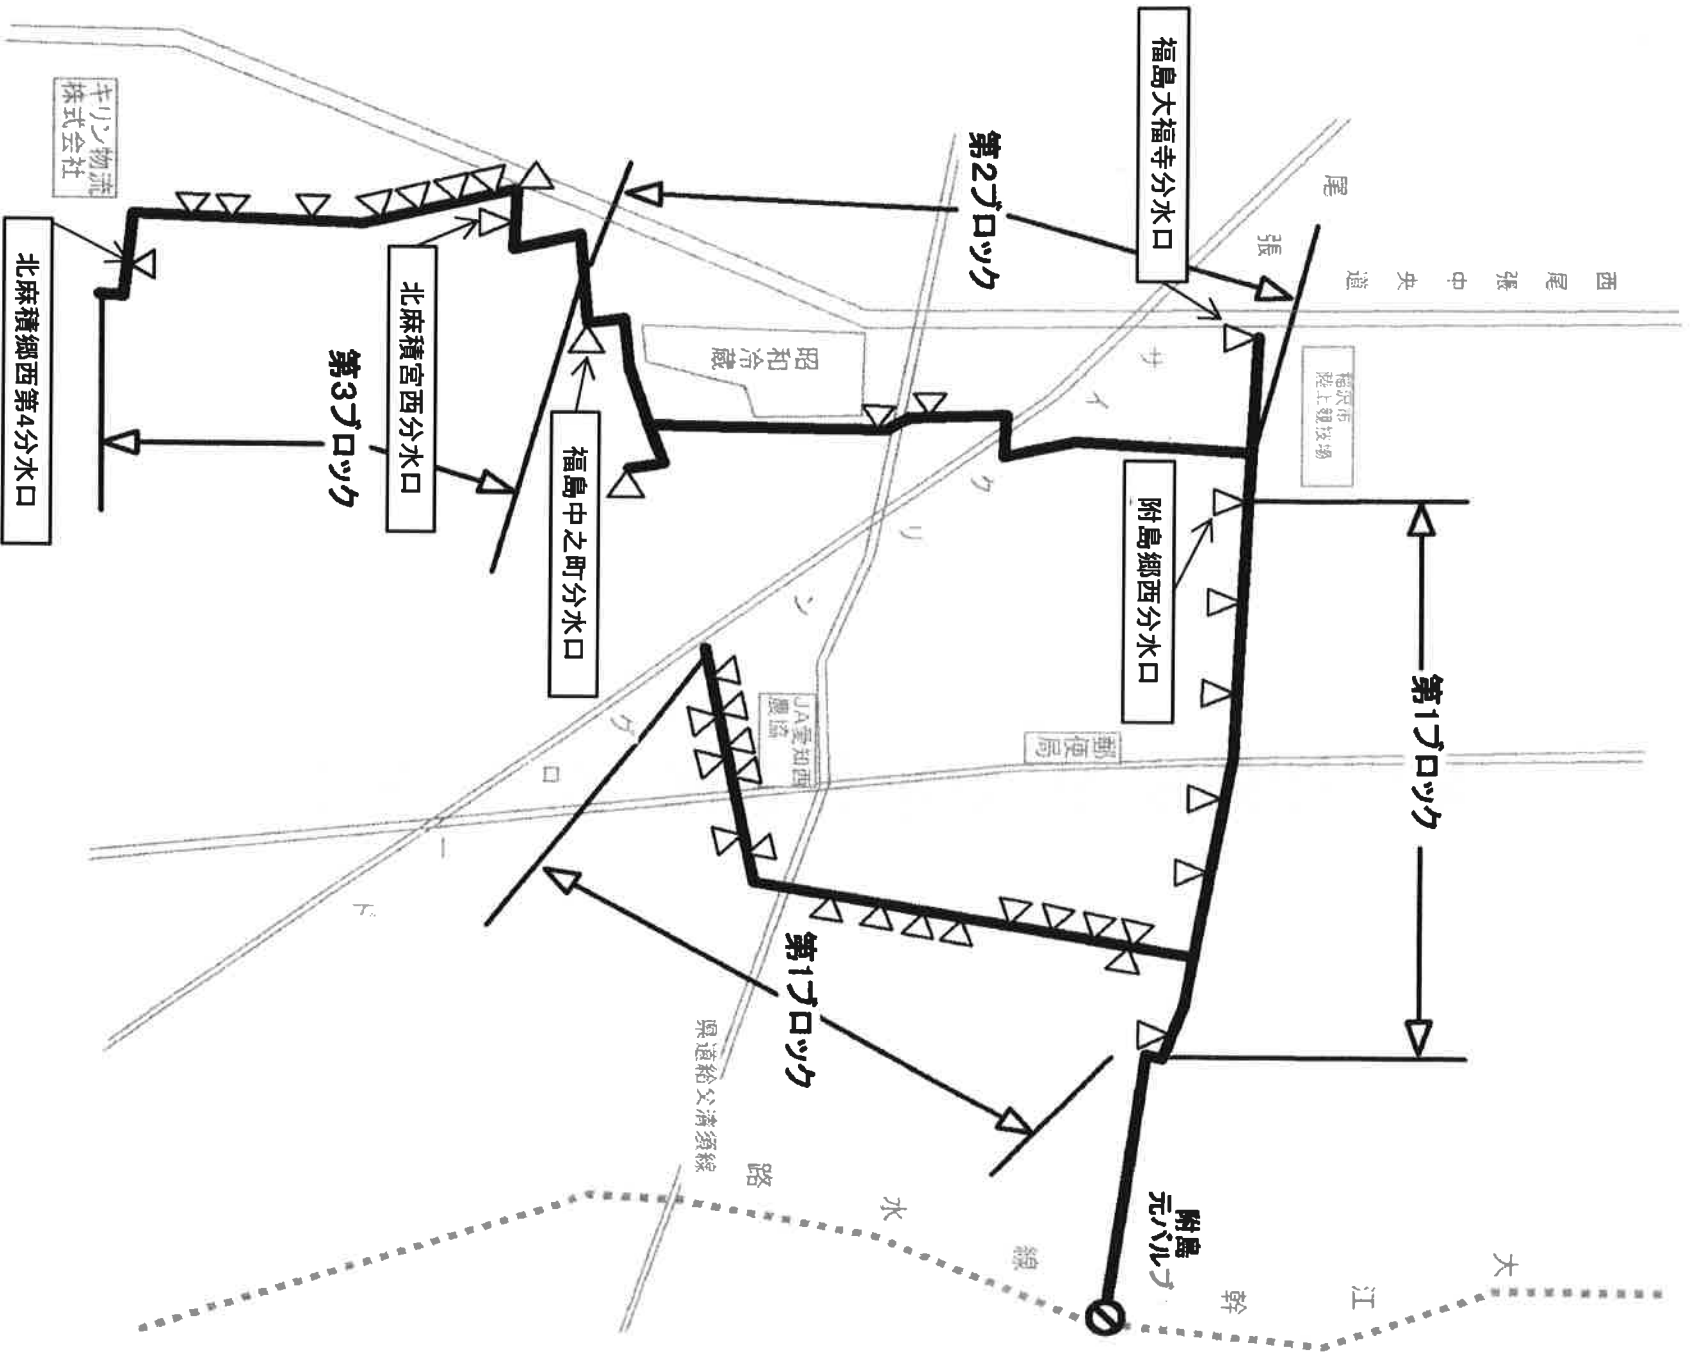 西尾張中央道
尾張サイクリングロード
稲沢市
陸上競技場
第1ブロック
福島大福寺分水口
附島郷西分水口
郵便局
附島
元バルブ
大江幹線水路
第2ブロック
昭和冷蔵
JA愛知西
農協
第1ブロック
県道給父清須線
福島中之町分水口
北麻積宮西分水口
第3ブロック
キリン物流
株式会社
北麻積郷西第4分水口